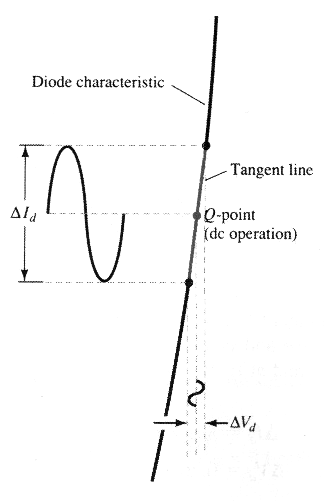 Diode characteristic
Tangent line
ΔI_d
Q-point
(dc operation)
ΔV_d